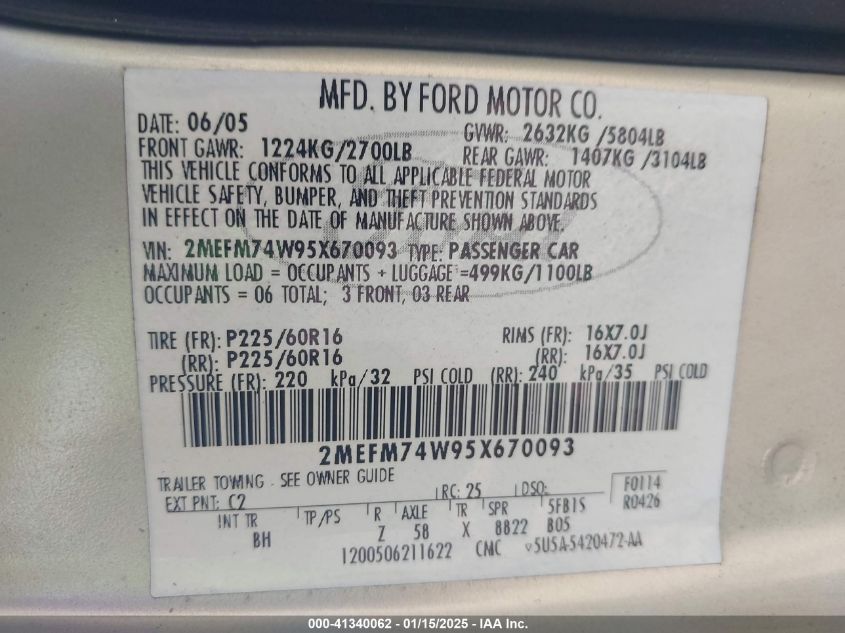 MFD. BY FORD MOTOR CO.
DATE: 06/05 GVWR: 2632KG /5804LB
FRONT GAWR: 1224KG/2700LB REAR GAWR: 1407KG /3104LB
THIS VEHICLE CONFORMS TO ALL APPLICABLE FEDERAL MOTOR
VEHICLE SAFETY, BUMPER, AND THEFT PREVENTION STANDARDS
IN EFFECT ON THE DATE OF MANUFACTURE SHOWN ABOVE.
VIN: 2MEFM74W95X670093 TYPE: PASSENGER CAR
MAXIMUM LOAD = OCCUPANTS + LUGGAGE =499KG/1100LB
OCCUPANTS = 06 TOTAL; 3 FRONT, 03 REAR
TIRE (FR): P225/60R16 RIMS (FR): 16X7.0J
(RR): P225/60R16 (RR): 16X7.0J
PRESSURE (FR): 220 kPa/32 PSI COLD (RR): 240 kPa/35 PSI COLD
2MEFM74W95X670093
TRAILER TOWING - SEE OWNER GUIDE
EXT PNT: C2 RC: 25 DSO: F0114
R0426
INT TR TP/PS R AXLE TR SPR 5FB15
BH Z 58 X 8822 B05
1200506211622 CMC v5U5A-5420472-AA
000-41340062 - 01/15/2025 - IAA Inc.